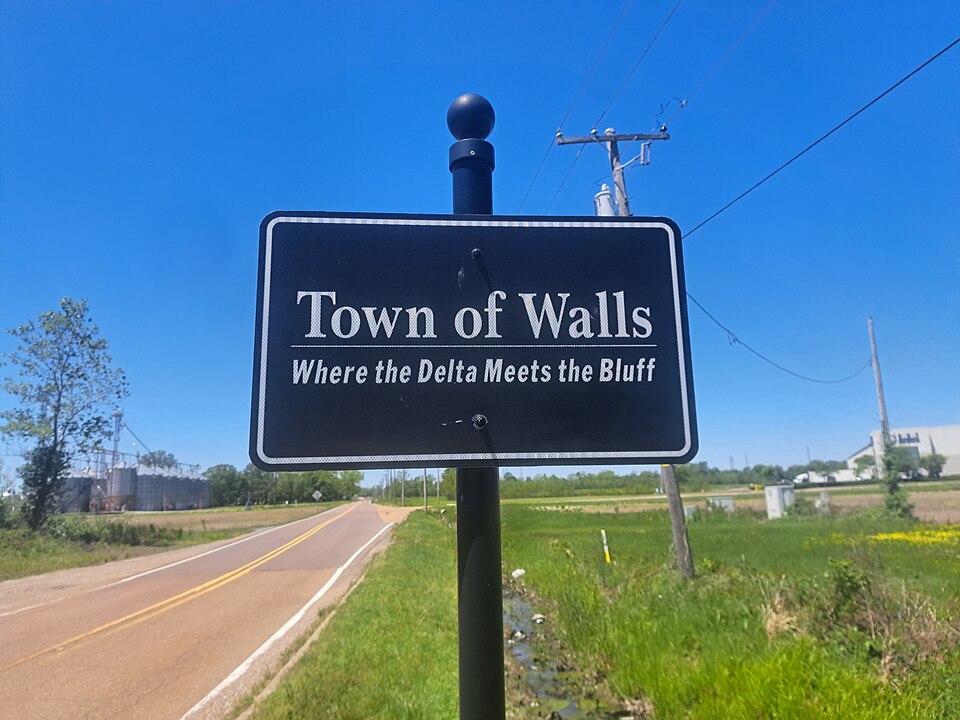 Town of Walls
Where the Delta Meets the Bluff